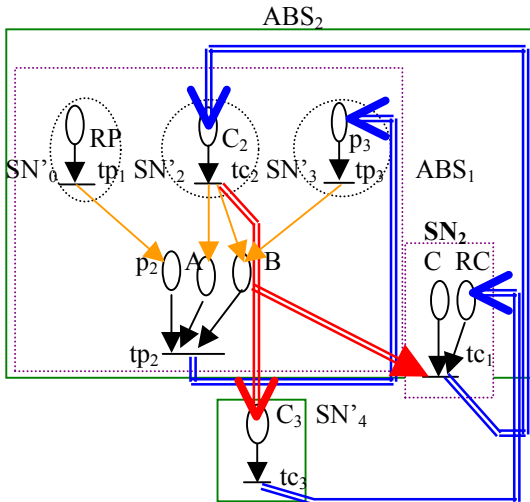 ABS₂
RP C₂ p₃
SN'₀ tp₁ SN'₂ tc₂ SN'₃ tp₃ ABS₁
SN₂
p₂ A B C RC
tp₂ tc₁
C₃ SN'₄
tc₃